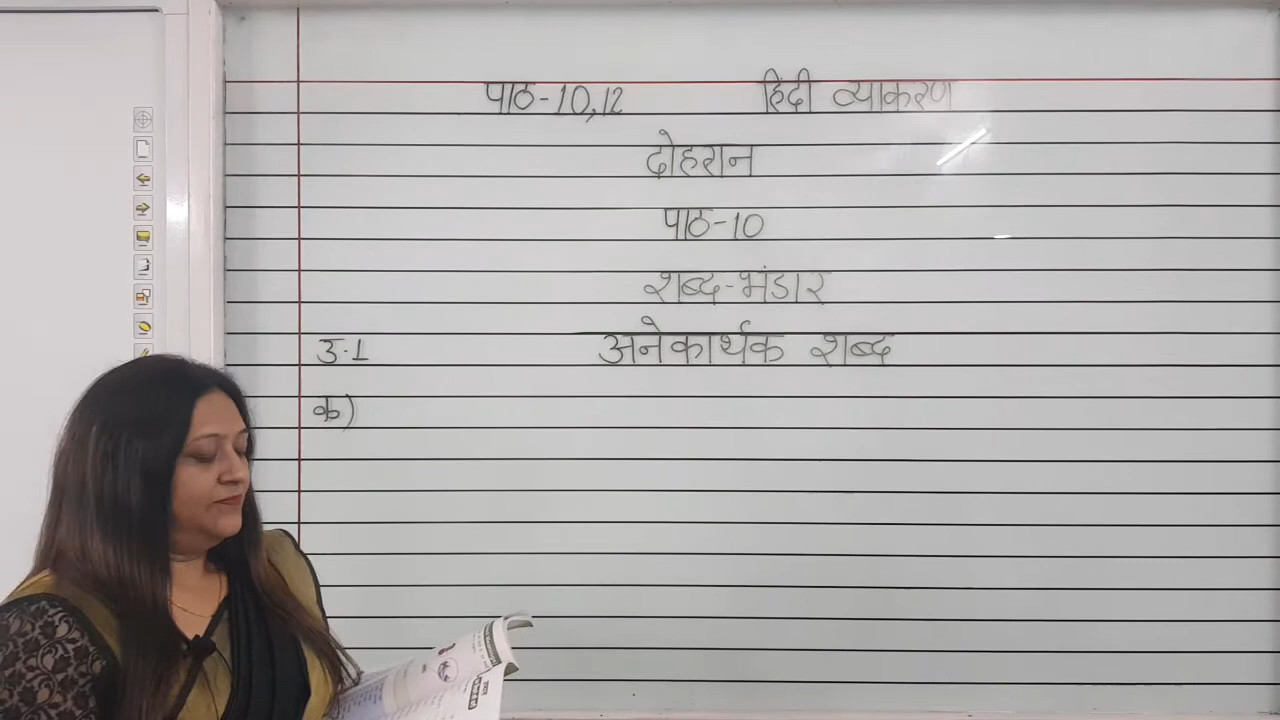 पाठ-10,12 हिंदी व्याकरण
दोहरान
पाठ-10
शब्द-भंडार
उ.1 अनेकार्थक शब्द
क)